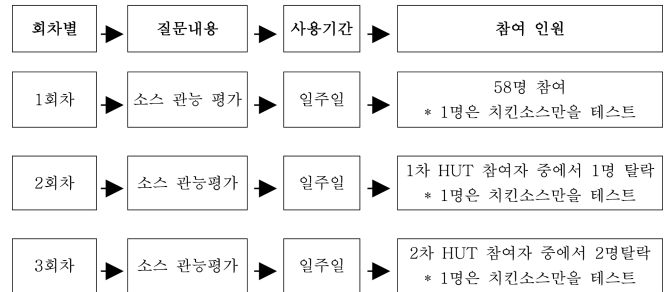 회차별 질문내용 사용기간 참여 인원
58명 참여
1회차 소스 관능 평가 일주일
* 1명은 치킨소스만을 테스트
1차 HUT 참여자 중에서 1명 탈락
2회차 소스 관능평가 일주일
* 1명은 치킨소스만을 테스트
2차 HUT 참여자 중에서 2명탈락
3회차 소스 관능평가 일주일
* 1명은 치킨소스만을 테스트